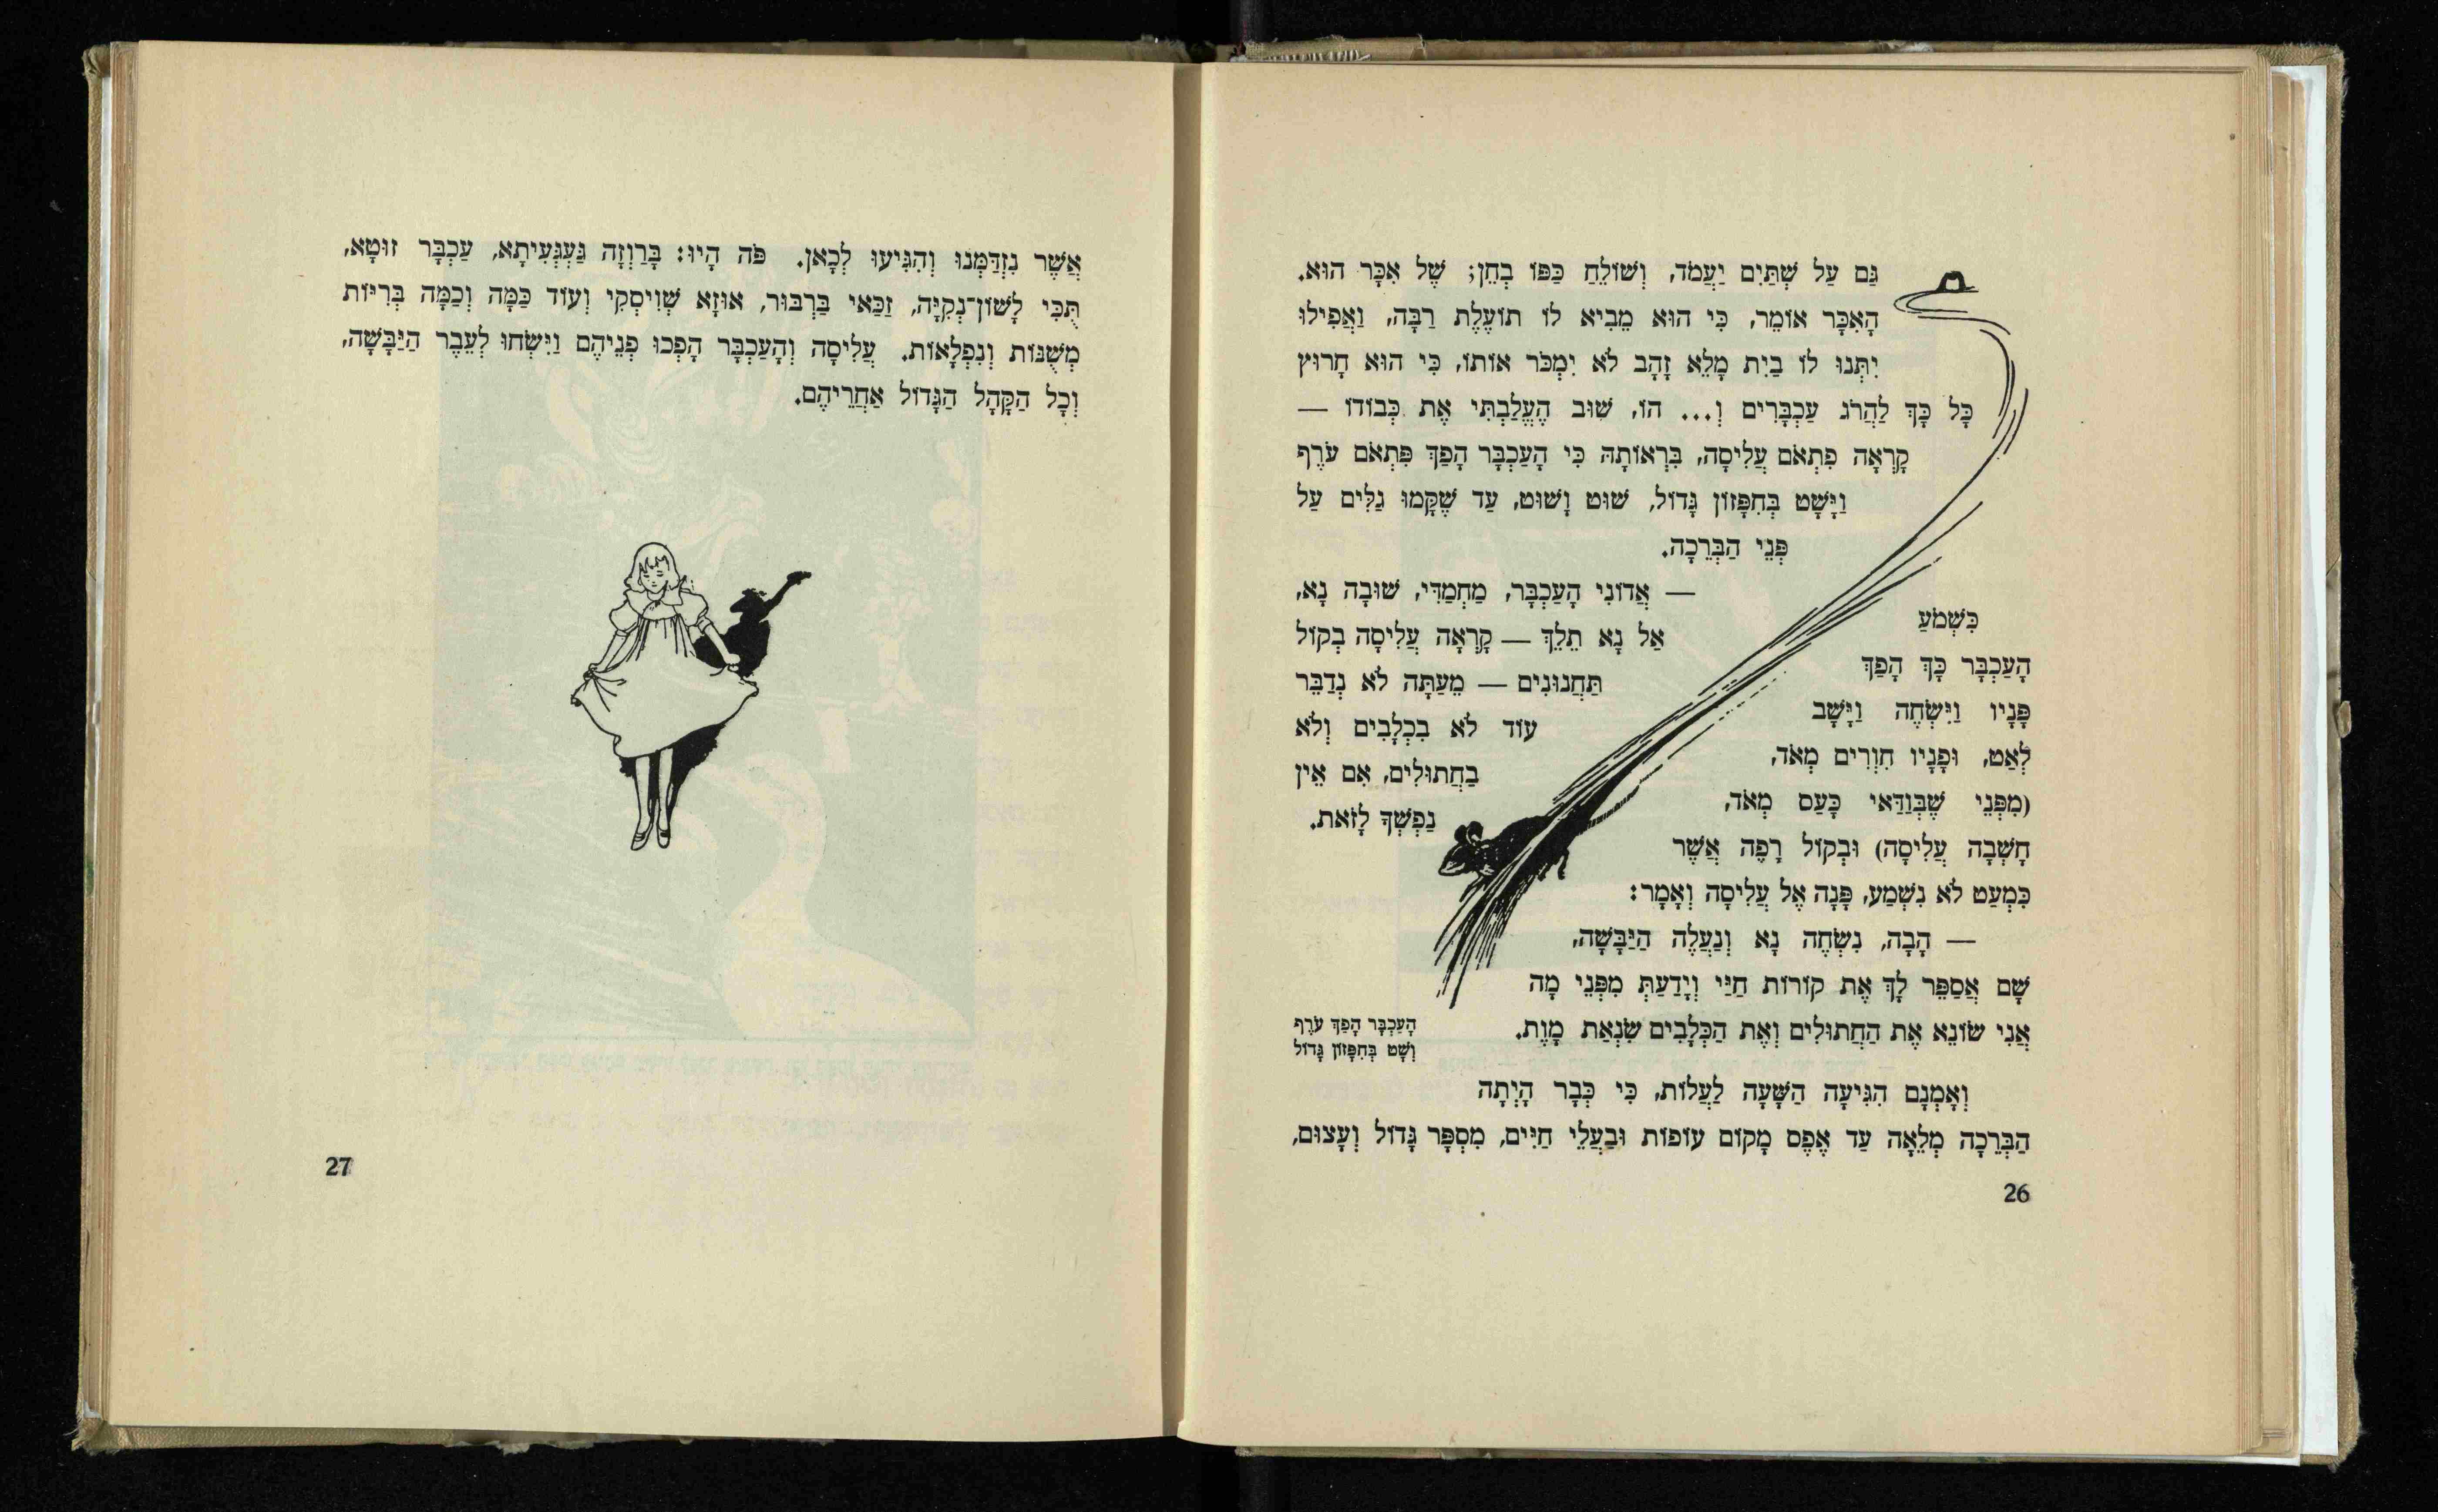 גַּם עַל שְׁתַּיִם יַעֲמֹד, וְשׁוֹלֵחַ כַּפּוֹ בְחֵן; שֶׁל אִכָּר הוּא.
הָאִכָּר אוֹמֵר, כִּי הוּא מֵבִיא לוֹ תוֹעֶלֶת רַבָּה, וַאֲפִילוּ
יִתְּנוּ לוֹ בַיִת מָלֵא זָהָב לֹא יִמְכֹּר אוֹתוֹ, כִּי הוּא חָרוּץ
כָּל כָּךְ לַהֲרֹג עַכְבָּרִים וְ... הוֹ, שׁוּב הֶעֱלַבְתִּי אֶת כְּבוֹדוֹ —
קָרְאָה פִתְאֹם עֲלִיסָה, בִּרְאוֹתָהּ כִּי הָעַכְבָּר הָפַךְ פִּתְאֹם עֹרֶף
וַיָּשָׁט בְּחִפָּזוֹן גָּדוֹל, שׁוּט וָשׁוּט, עַד שֶׁקָּמוּ גַלִּים עַל
פְּנֵי הַבְּרֵכָה.
— אֲדוֹנִי הָעַכְבָּר, מַחְמַדִּי, שׁוּבָה נָא,
אַל נָא תֵלֵךְ — קָרְאָה עֲלִיסָה בְקוֹל
תַּחֲנוּנִים — מֵעַתָּה לֹא נְדַבֵּר
עוֹד לֹא בִכְלָבִים וְלֹא
בַחֲתוּלִים, אִם אֵין
נַפְשְׁךָ לָזֹאת.
כִּשְׁמֹעַ
הָעַכְבָּר כָּךְ הָפַךְ
פָּנָיו וַיִּשְׂחֶה וַיָּשָׁב
לְאַט, וּפָנָיו חִוְרִים מְאֹד,
(מִפְּנֵי שֶׁבְּוַדַּאי כָּעַס מְאֹד,
חָשְׁבָה עֲלִיסָה) וּבְקוֹל רָפֶה אֲשֶׁר
כִּמְעַט לֹא נִשְׁמַע, פָּנָה אֶל עֲלִיסָה וְאָמָר:
— הָבָה, נִשְׂחֶה נָא וְנַעֲלֶה הַיַּבָּשָׁה,
שָׁם אֲסַפֵּר לָךְ אֶת קוֹרוֹת חַיַּי וְיָדַעַתְּ מִפְּנֵי מָה
אֲנִי שׂוֹנֵא אֶת הַחֲתוּלִים וְאֶת הַכְּלָבִים שִׂנְאַת מָוֶת.
הָעַכְבָּר הָפַךְ עֹרֶף
וְשָׁט בְּחִפָּזוֹן גָּדוֹל
וְאָמְנָם הִגִּיעָה הַשָּׁעָה לַעֲלוֹת, כִּי כְּבָר הָיְתָה
הַבְּרֵכָה מְלֵאָה עַד אֶפֶס מָקוֹם עוֹפוֹת וּבַעֲלֵי חַיִּים, מִסְפָּר גָּדוֹל וְעָצוּם,
26
אֲשֶׁר נִזְדַּמְּנוּ וְהִגִּיעוּ לְכָאן. פֹּה הָיוּ: בָּרַוְזָה גַּעְגְּעִיתָא, עַכְבָּר זוּטָא,
תֻּכִּי לָשׁוֹן־נְקִיָּה, זַכַּאי בַּרְבּוּר, אוּזָא שְׁוִיסְקִי וְעוֹד כַּמָּה וְכַמָּה בְּרִיּוֹת
מְשֻׁנּוֹת וְנִפְלָאוֹת. עֲלִיסָה וְהָעַכְבָּר הָפְכוּ פְּנֵיהֶם וַיִּשְׂחוּ לְעֵבֶר הַיַּבָּשָׁה,
וְכָל הַקָּהָל הַגָּדוֹל אַחֲרֵיהֶם.
27